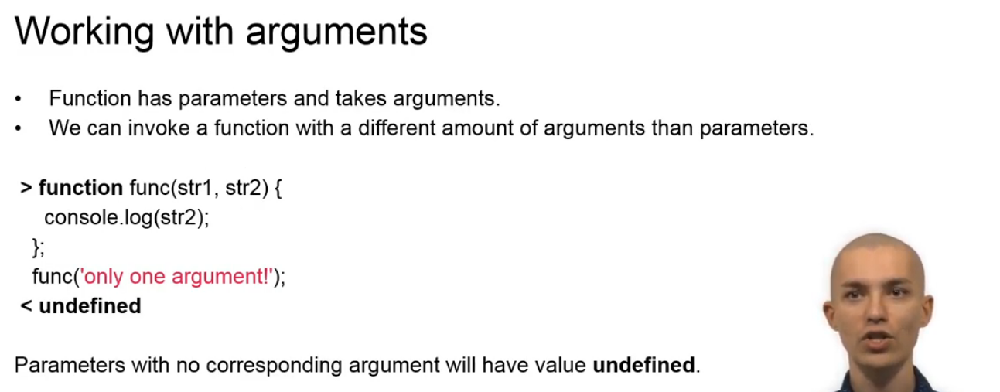 Working with arguments
• Function has parameters and takes arguments.
• We can invoke a function with a different amount of arguments than parameters.
> function func(str1, str2) {
console.log(str2);
};
func('only one argument!');
< undefined
Parameters with no corresponding argument will have value undefined.